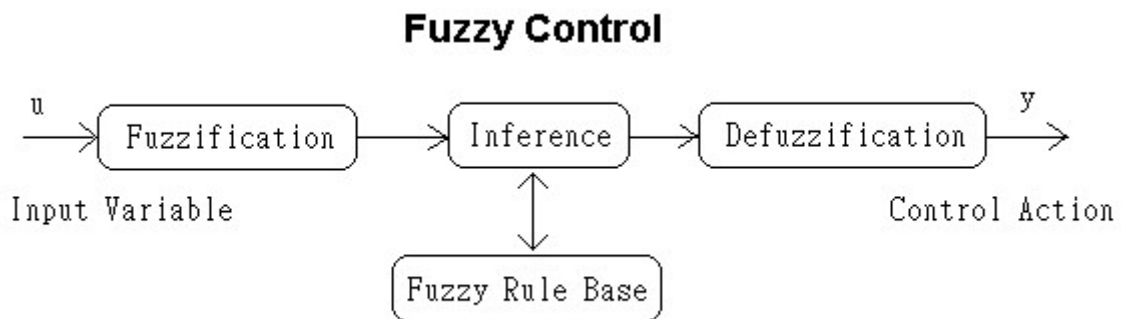 Fuzzy Control
u
y
Fuzzification
Inference
Defuzzification
Input Variable
Control Action
Fuzzy Rule Base